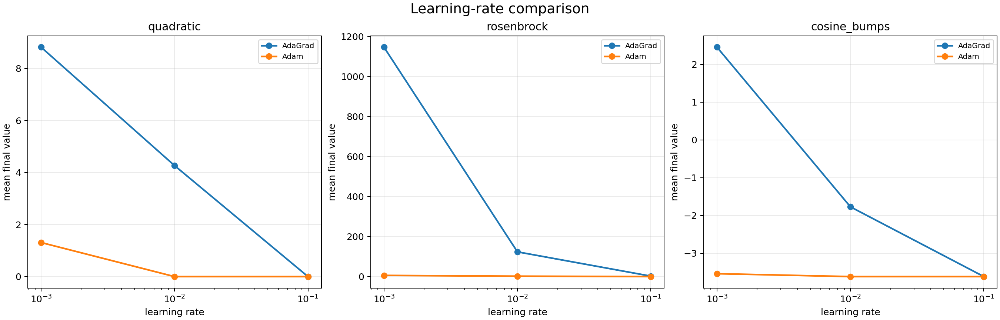 Learning-rate comparison
quadratic
mean final value
8
6
4
2
0
AdaGrad
Adam
10⁻³ 10⁻² 10⁻¹
learning rate
rosenbrock
mean final value
1200
1000
800
600
400
200
0
AdaGrad
Adam
10⁻³ 10⁻² 10⁻¹
learning rate
cosine_bumps
mean final value
2
1
0
−1
−2
−3
AdaGrad
Adam
10⁻³ 10⁻² 10⁻¹
learning rate